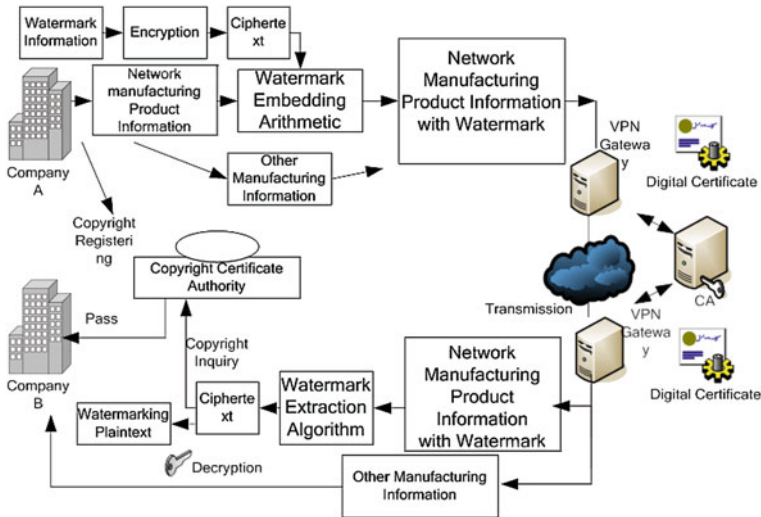 Watermark
Information
Encryption
Cipherte
xt
Network
manufacturing
Product
Information
Watermark
Embedding
Arithmetic
Network
Manufacturing
Product Information
with Watermark
VPN
Gatewa
y
Digital Certificate
Company
A
Other
Manufacturing
Information
Copyright
Registeri
ng
Copyright Certificate
Authority
Transmission
CA
VPN
Gatewa
y
Digital Certificate
Pass
Copyright
Inquiry
Company
B
Watermarking
Plaintext
Cipherte
xt
Watermark
Extraction
Algorithm
Network
Manufacturing
Product
Information
with Watermark
Decryption
Other Manufacturing
Information